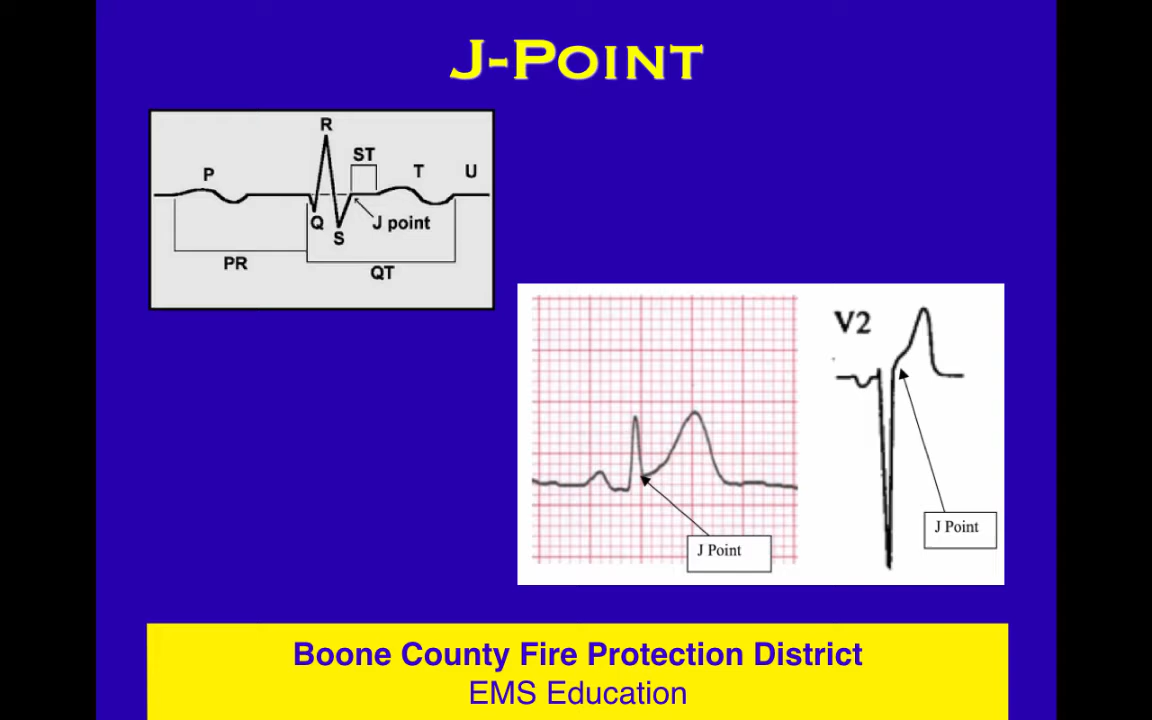 J-POINT
R
ST
P
T
U
Q
J point
S
PR
QT
V2
J Point
J Point
Boone County Fire Protection District
EMS Education